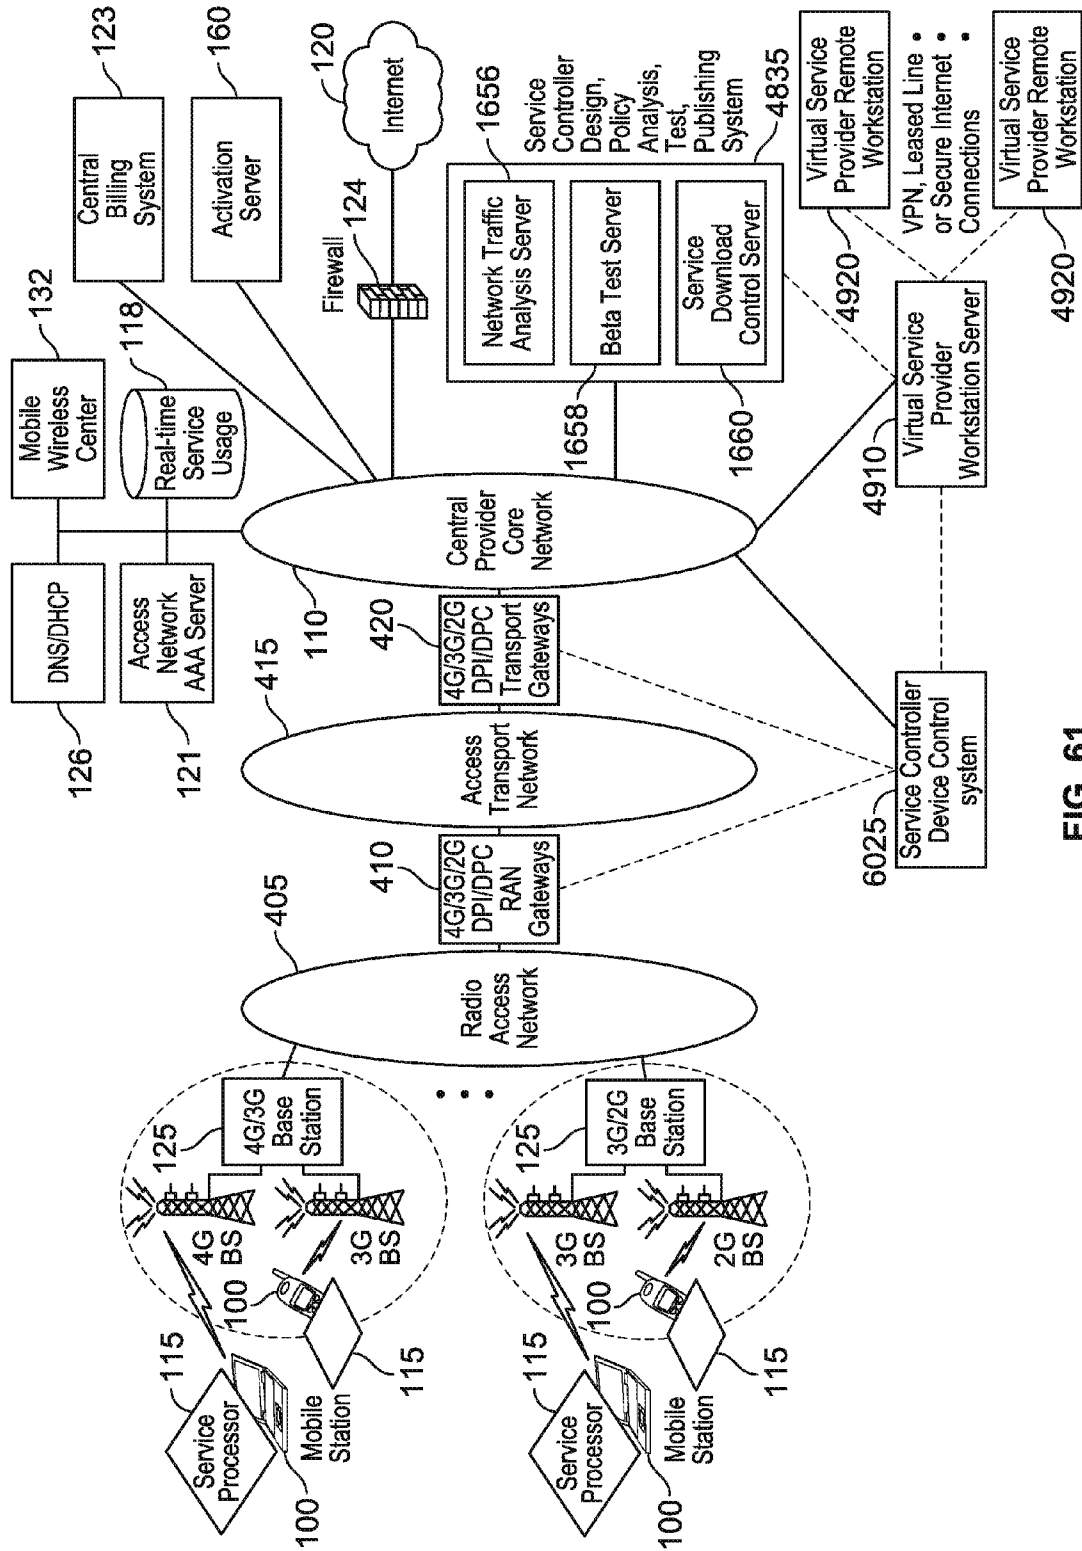 126
DNS/DHCP
Mobile
Wireless
Center
132
121
Access
Network
AAA Server
Real-time
Service
Usage
118
Central
Billing
System
123
Activation
Server
160
Firewall
124
Internet
120
115
Service
Processor
100
Mobile
Station
115
100
4G
BS
3G
BS
125
4G/3G
Base
Station
115
Service
Processor
100
Mobile
Station
115
100
3G
BS
2G
BS
125
3G/2G
Base
Station
405
Radio
Access
Network
410
4G/3G/2G
DPI/DPC
RAN
Gateways
415
Access
Transport
Network
420
4G/3G/2G
DPI/DPC
Transport
Gateways
110
Central
Provider
Core
Network
1656
Network Traffic
Analysis Server
1658
Beta Test Server
1660
Service
Download
Control Server
Service
Controller
Design,
Policy
Analysis,
Test,
Publishing
System
4835
6025
Service Controller
Device Control
system
4910
Virtual Service
Provider
Workstation Server
4920
Virtual Service
Provider Remote
Workstation
VPN, Leased Line
or Secure Internet
Connections
4920
Virtual Service
Provider Remote
Workstation
FIG. 61